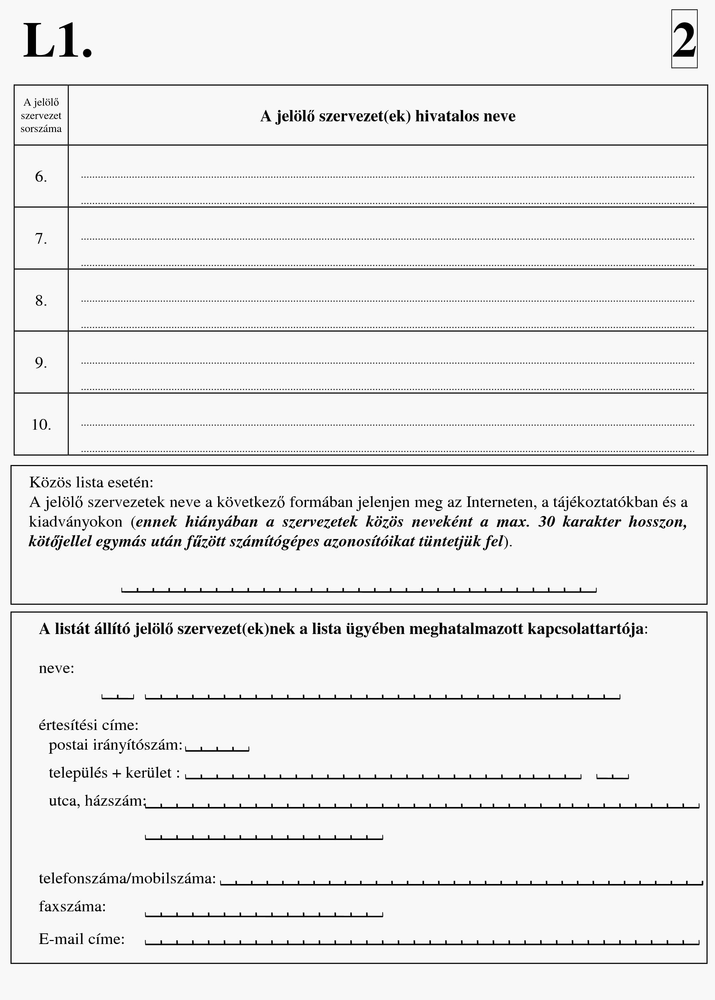 L1.
2
A jelölő
szervezet
sorszáma
A jelölő szervezet(ek) hivatalos neve
6.
7.
8.
9.
10.
Közös lista esetén:
A jelölő szervezetek neve a következő formában jelenjen meg az Interneten, a tájékoztatókban és a
kiadványokon (ennek hiányában a szervezetek közös neveként a max. 30 karakter hosszon,
kötőjellel egymás után fűzött számítógépes azonosítóikat tüntetjük fel).
A listát állító jelölő szervezet(ek)nek a lista ügyében meghatalmazott kapcsolattartója:
neve:
értesítési címe:
postai irányítószám:
település + kerület :
utca, házszám:
telefonszáma/mobilszáma:
faxszáma:
E-mail címe: